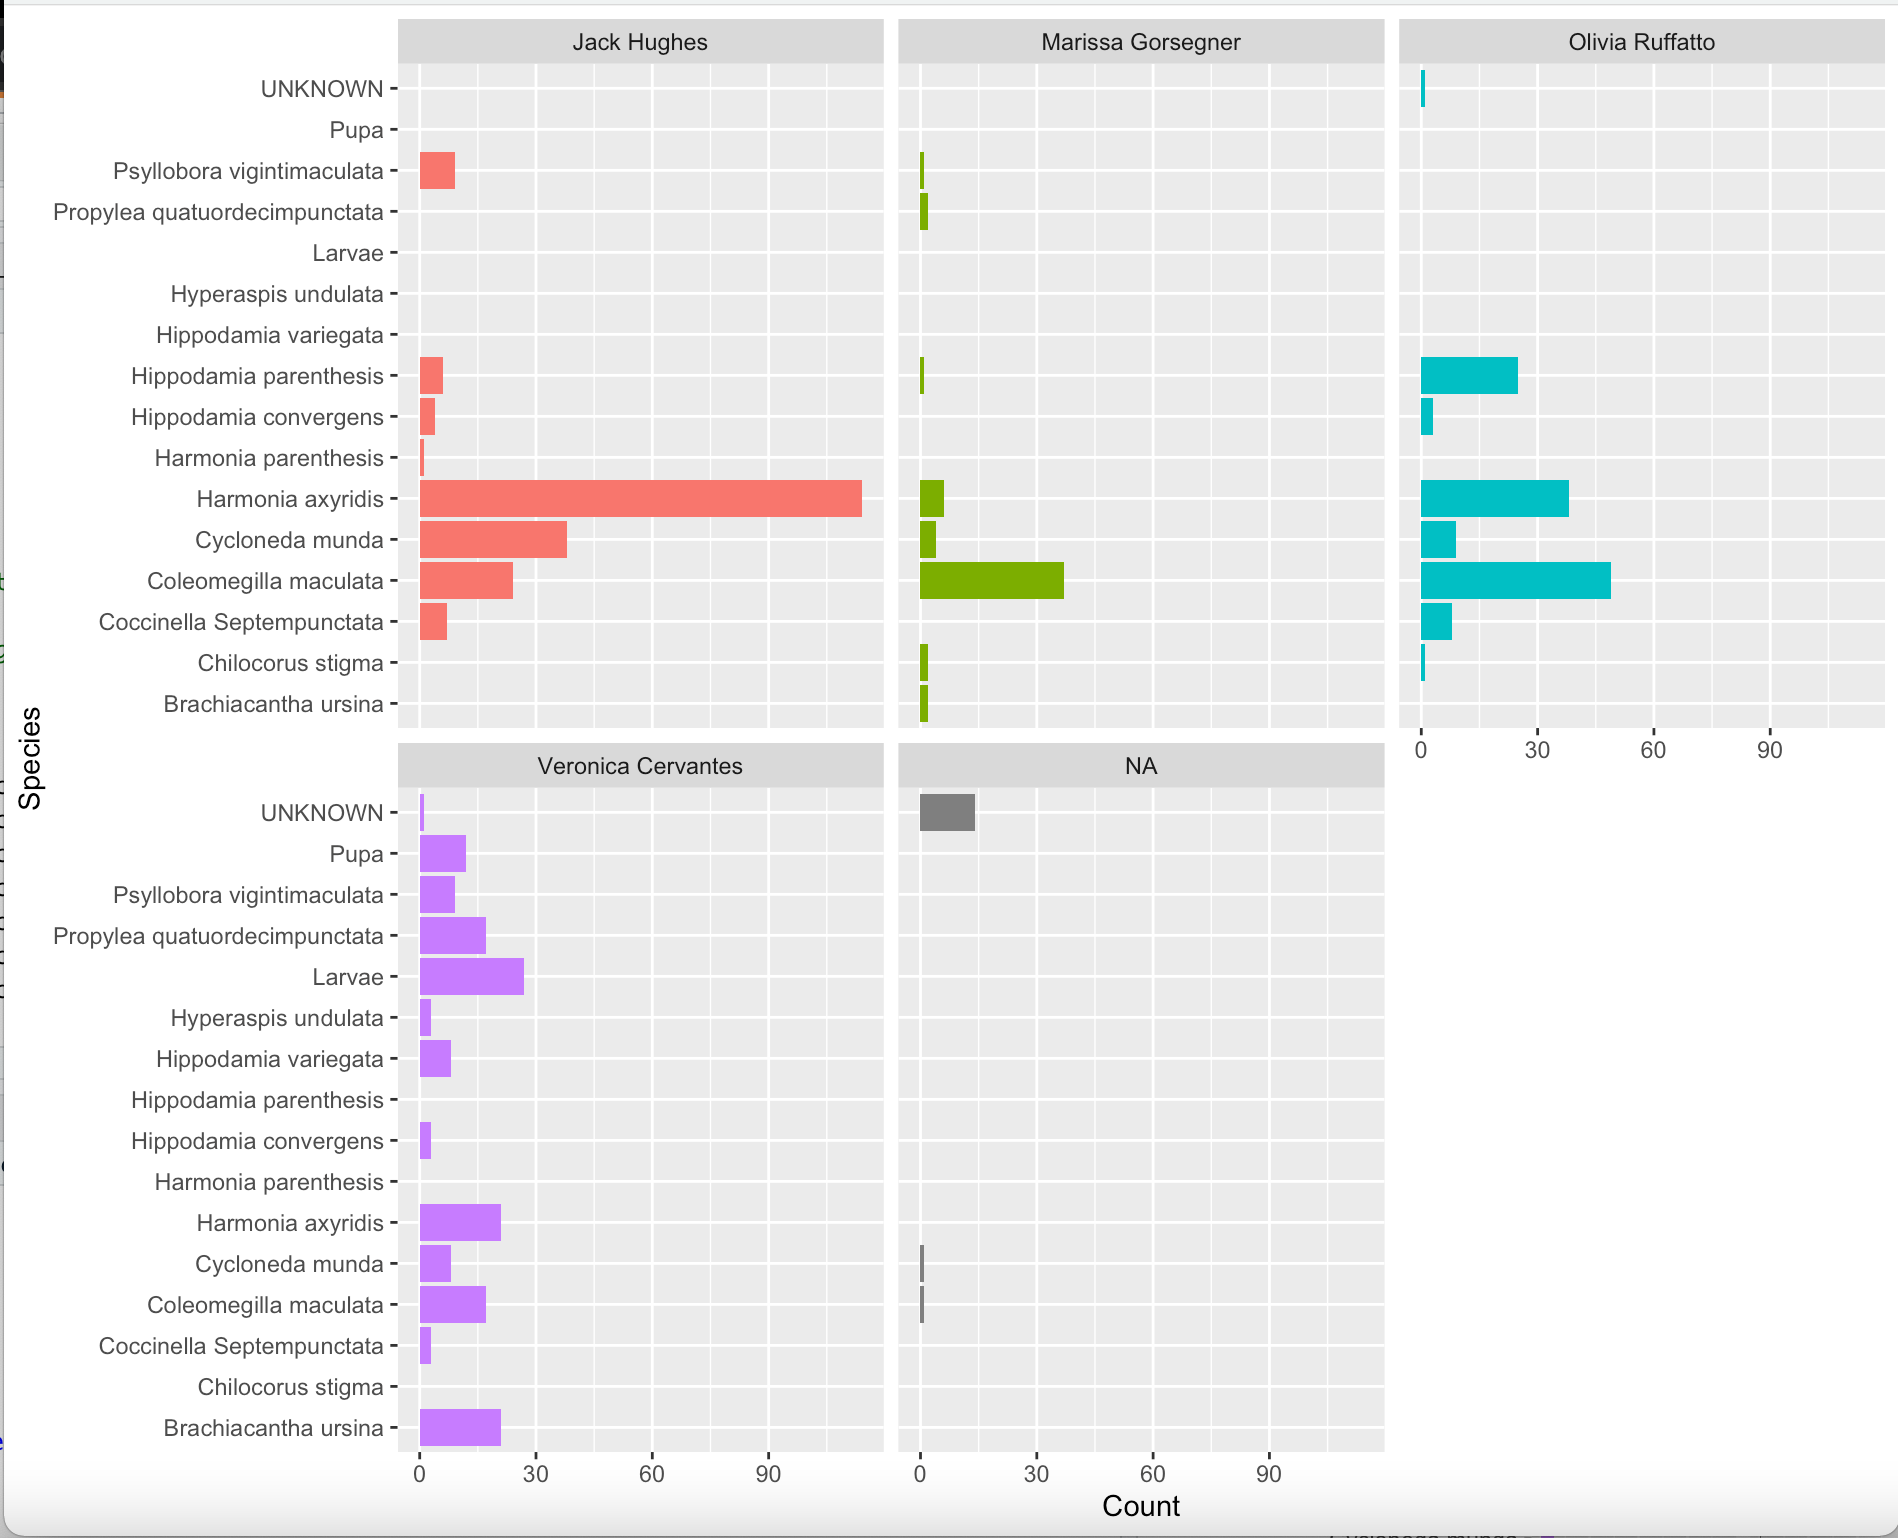 Jack Hughes
Marissa Gorsegner
Olivia Ruffatto
UNKNOWN
Pupa
Psyllobora vigintimaculata
Propylea quatuordecimpunctata
Larvae
Hyperaspis undulata
Hippodamia variegata
Hippodamia parenthesis
Hippodamia convergens
Harmonia parenthesis
Harmonia axyridis
Cycloneda munda
Coleomegilla maculata
Coccinella Septempunctata
Chilocorus stigma
Brachiacantha ursina
0 30 60 90
Species
Veronica Cervantes
NA
UNKNOWN
Pupa
Psyllobora vigintimaculata
Propylea quatuordecimpunctata
Larvae
Hyperaspis undulata
Hippodamia variegata
Hippodamia parenthesis
Hippodamia convergens
Harmonia parenthesis
Harmonia axyridis
Cycloneda munda
Coleomegilla maculata
Coccinella Septempunctata
Chilocorus stigma
Brachiacantha ursina
0 30 60 90
0 30 60 90
Count